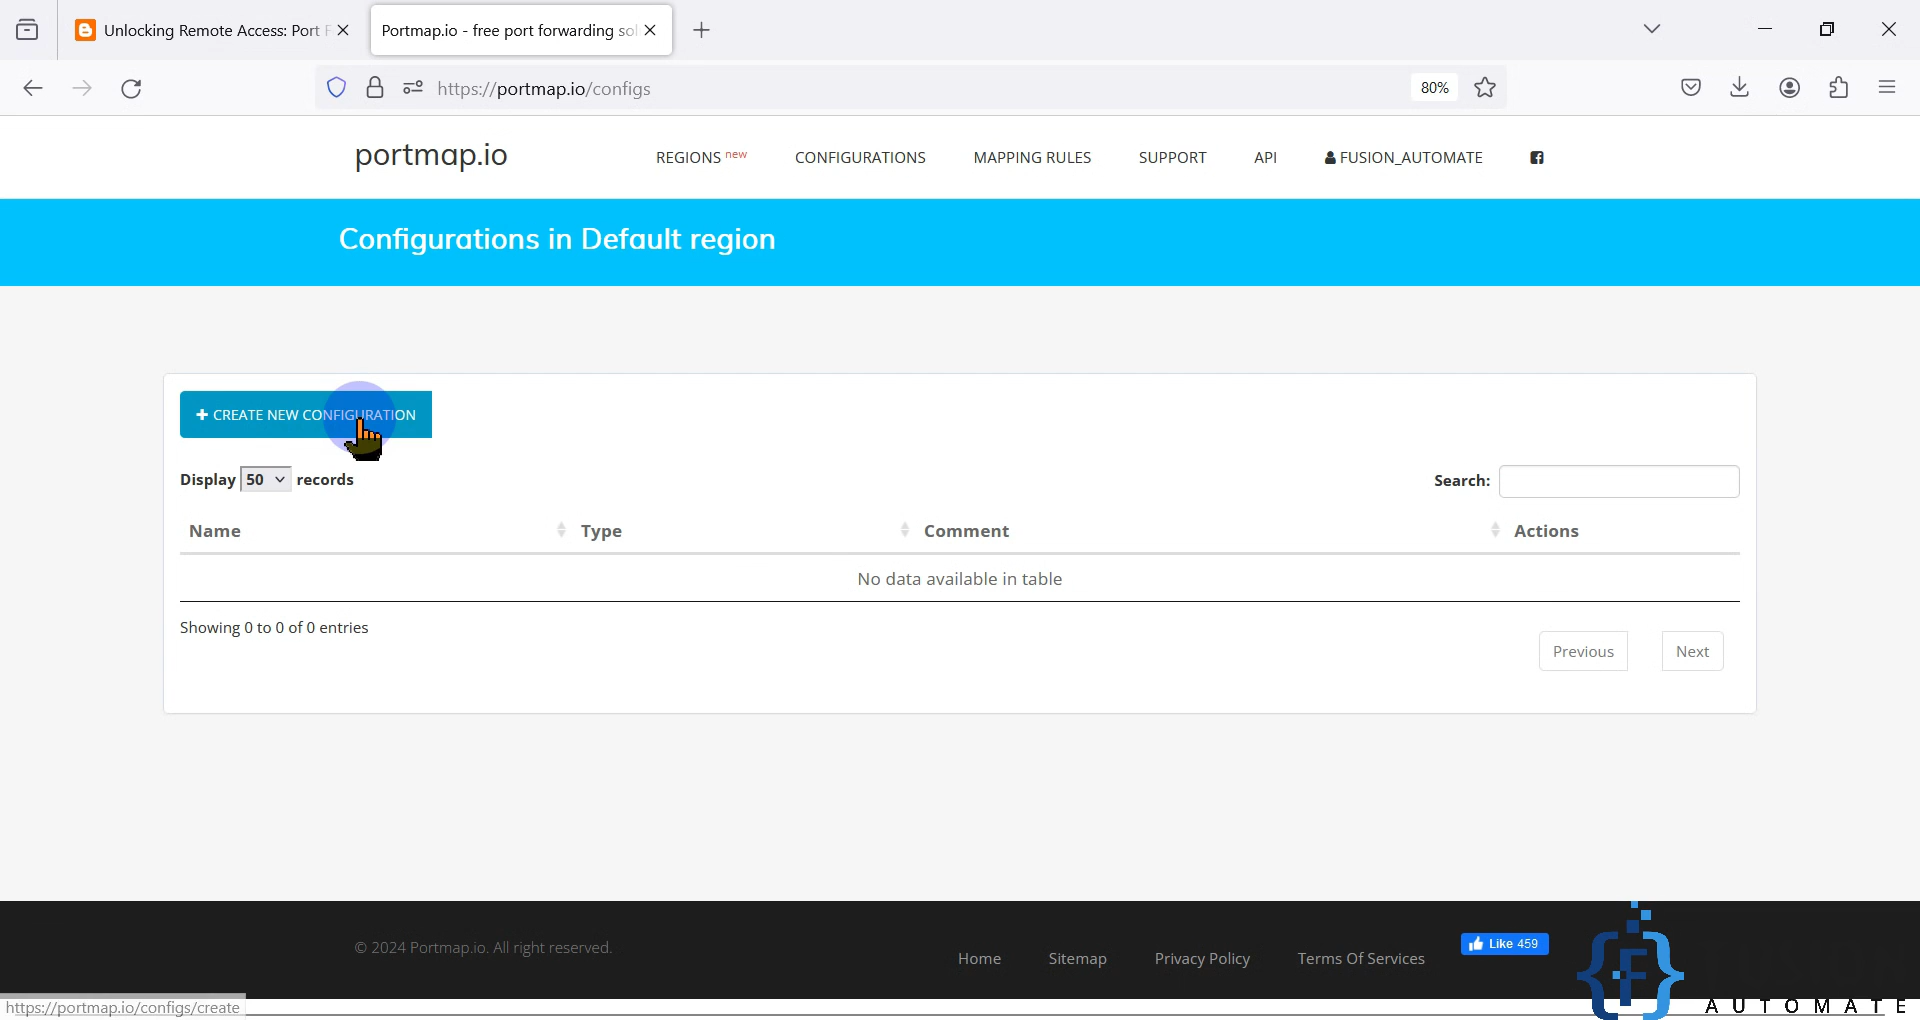 Unlocking Remote Access: Port F
Portmap.io - free port forwarding sol
https://portmap.io/configs
80%
portmap.io
REGIONS new
CONFIGURATIONS
MAPPING RULES
SUPPORT
API
FUSION_AUTOMATE
Configurations in Default region
+ CREATE NEW CONFIGURATION
Display 50 records
Search:
Name
Type
Comment
Actions
No data available in table
Showing 0 to 0 of 0 entries
Previous
Next
© 2024 Portmap.io. All right reserved.
Home
Sitemap
Privacy Policy
Terms Of Services
Like 459
https://portmap.io/configs/create
AUTOMATE